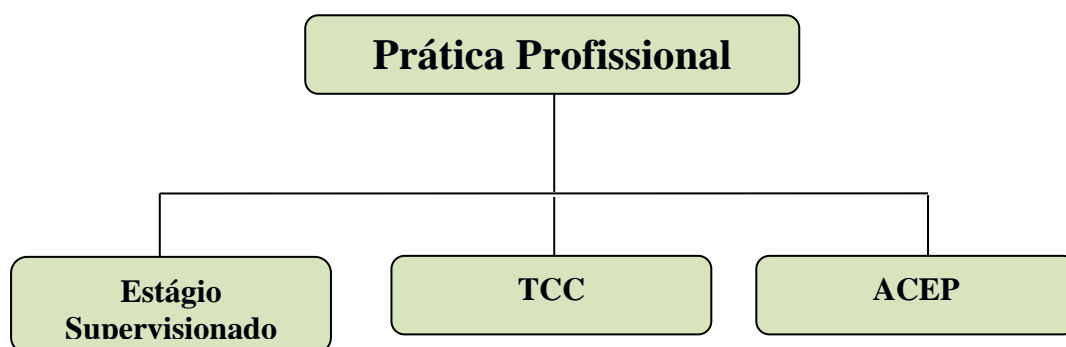 Prática Profissional
Estágio
Supervisionado
TCC
ACEP